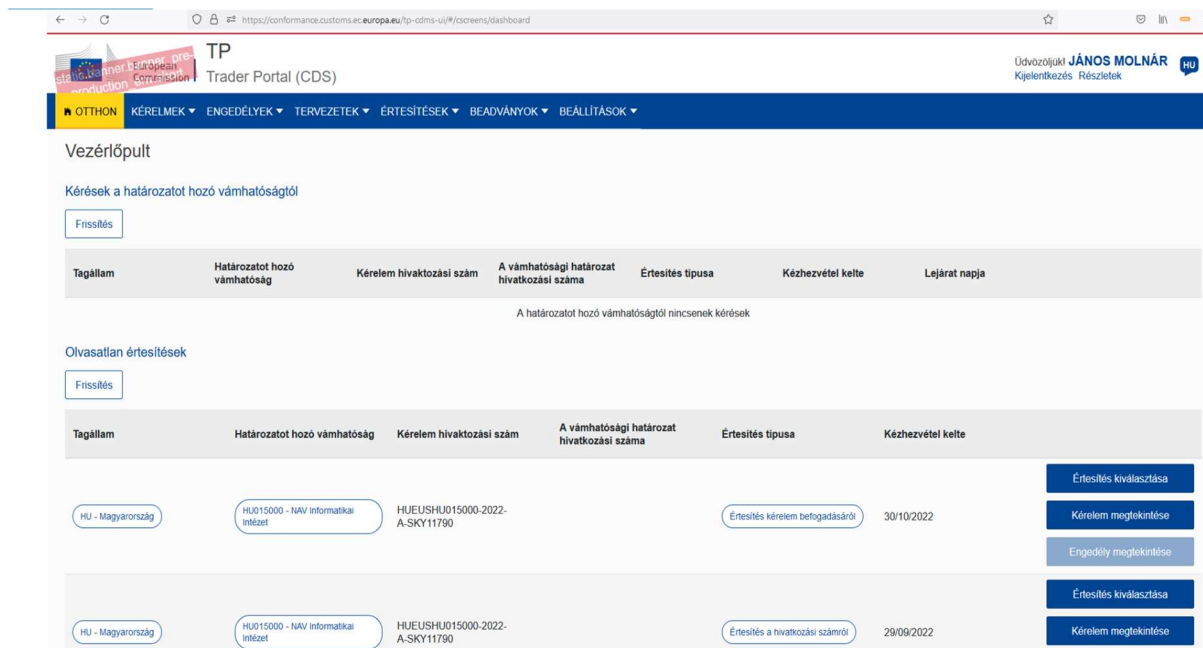 https://conformance.customs.ec.europa.eu/tp-cdms-ui/#/cscreens/dashboard
static.banner.banner_pre-
production
European
Commission
TP
Trader Portal (CDS)
Üdvözöljük! JÁNOS MOLNÁR
HU
Kijelentkezés Részletek
OTTHON KÉRELMEK ENGEDÉLYEK TERVEZETEK ÉRTESÍTÉSEK BEADVÁNYOK BEÁLLÍTÁSOK
Vezérlőpult
Kérések a határozatot hozó vámhatóságtól
Frissítés
Tagállam
Határozatot hozó
vámhatóság
Kérelem hivaktozási szám
A vámhatósági határozat
hivatkozási száma
Értesítés típusa
Kézhezvétel kelte
Lejárat napja
A határozatot hozó vámhatóságtól nincsenek kérések
Olvasatlan értesítések
Frissítés
Tagállam
Határozatot hozó vámhatóság
Kérelem hivaktozási szám
A vámhatósági határozat
hivatkozási száma
Értesítés típusa
Kézhezvétel kelte
HU - Magyarország
HU015000 - NAV Informatikai
Intézet
HUEUSHU015000-2022-
A-SKY11790
Értesítés kérelem befogadásáról
30/10/2022
Értesítés kiválasztása
Kérelem megtekintése
Engedély megtekintése
HU - Magyarország
HU015000 - NAV Informatikai
Intézet
HUEUSHU015000-2022-
A-SKY11790
Értesítés a hivatkozási számról
29/09/2022
Értesítés kiválasztása
Kérelem megtekintése